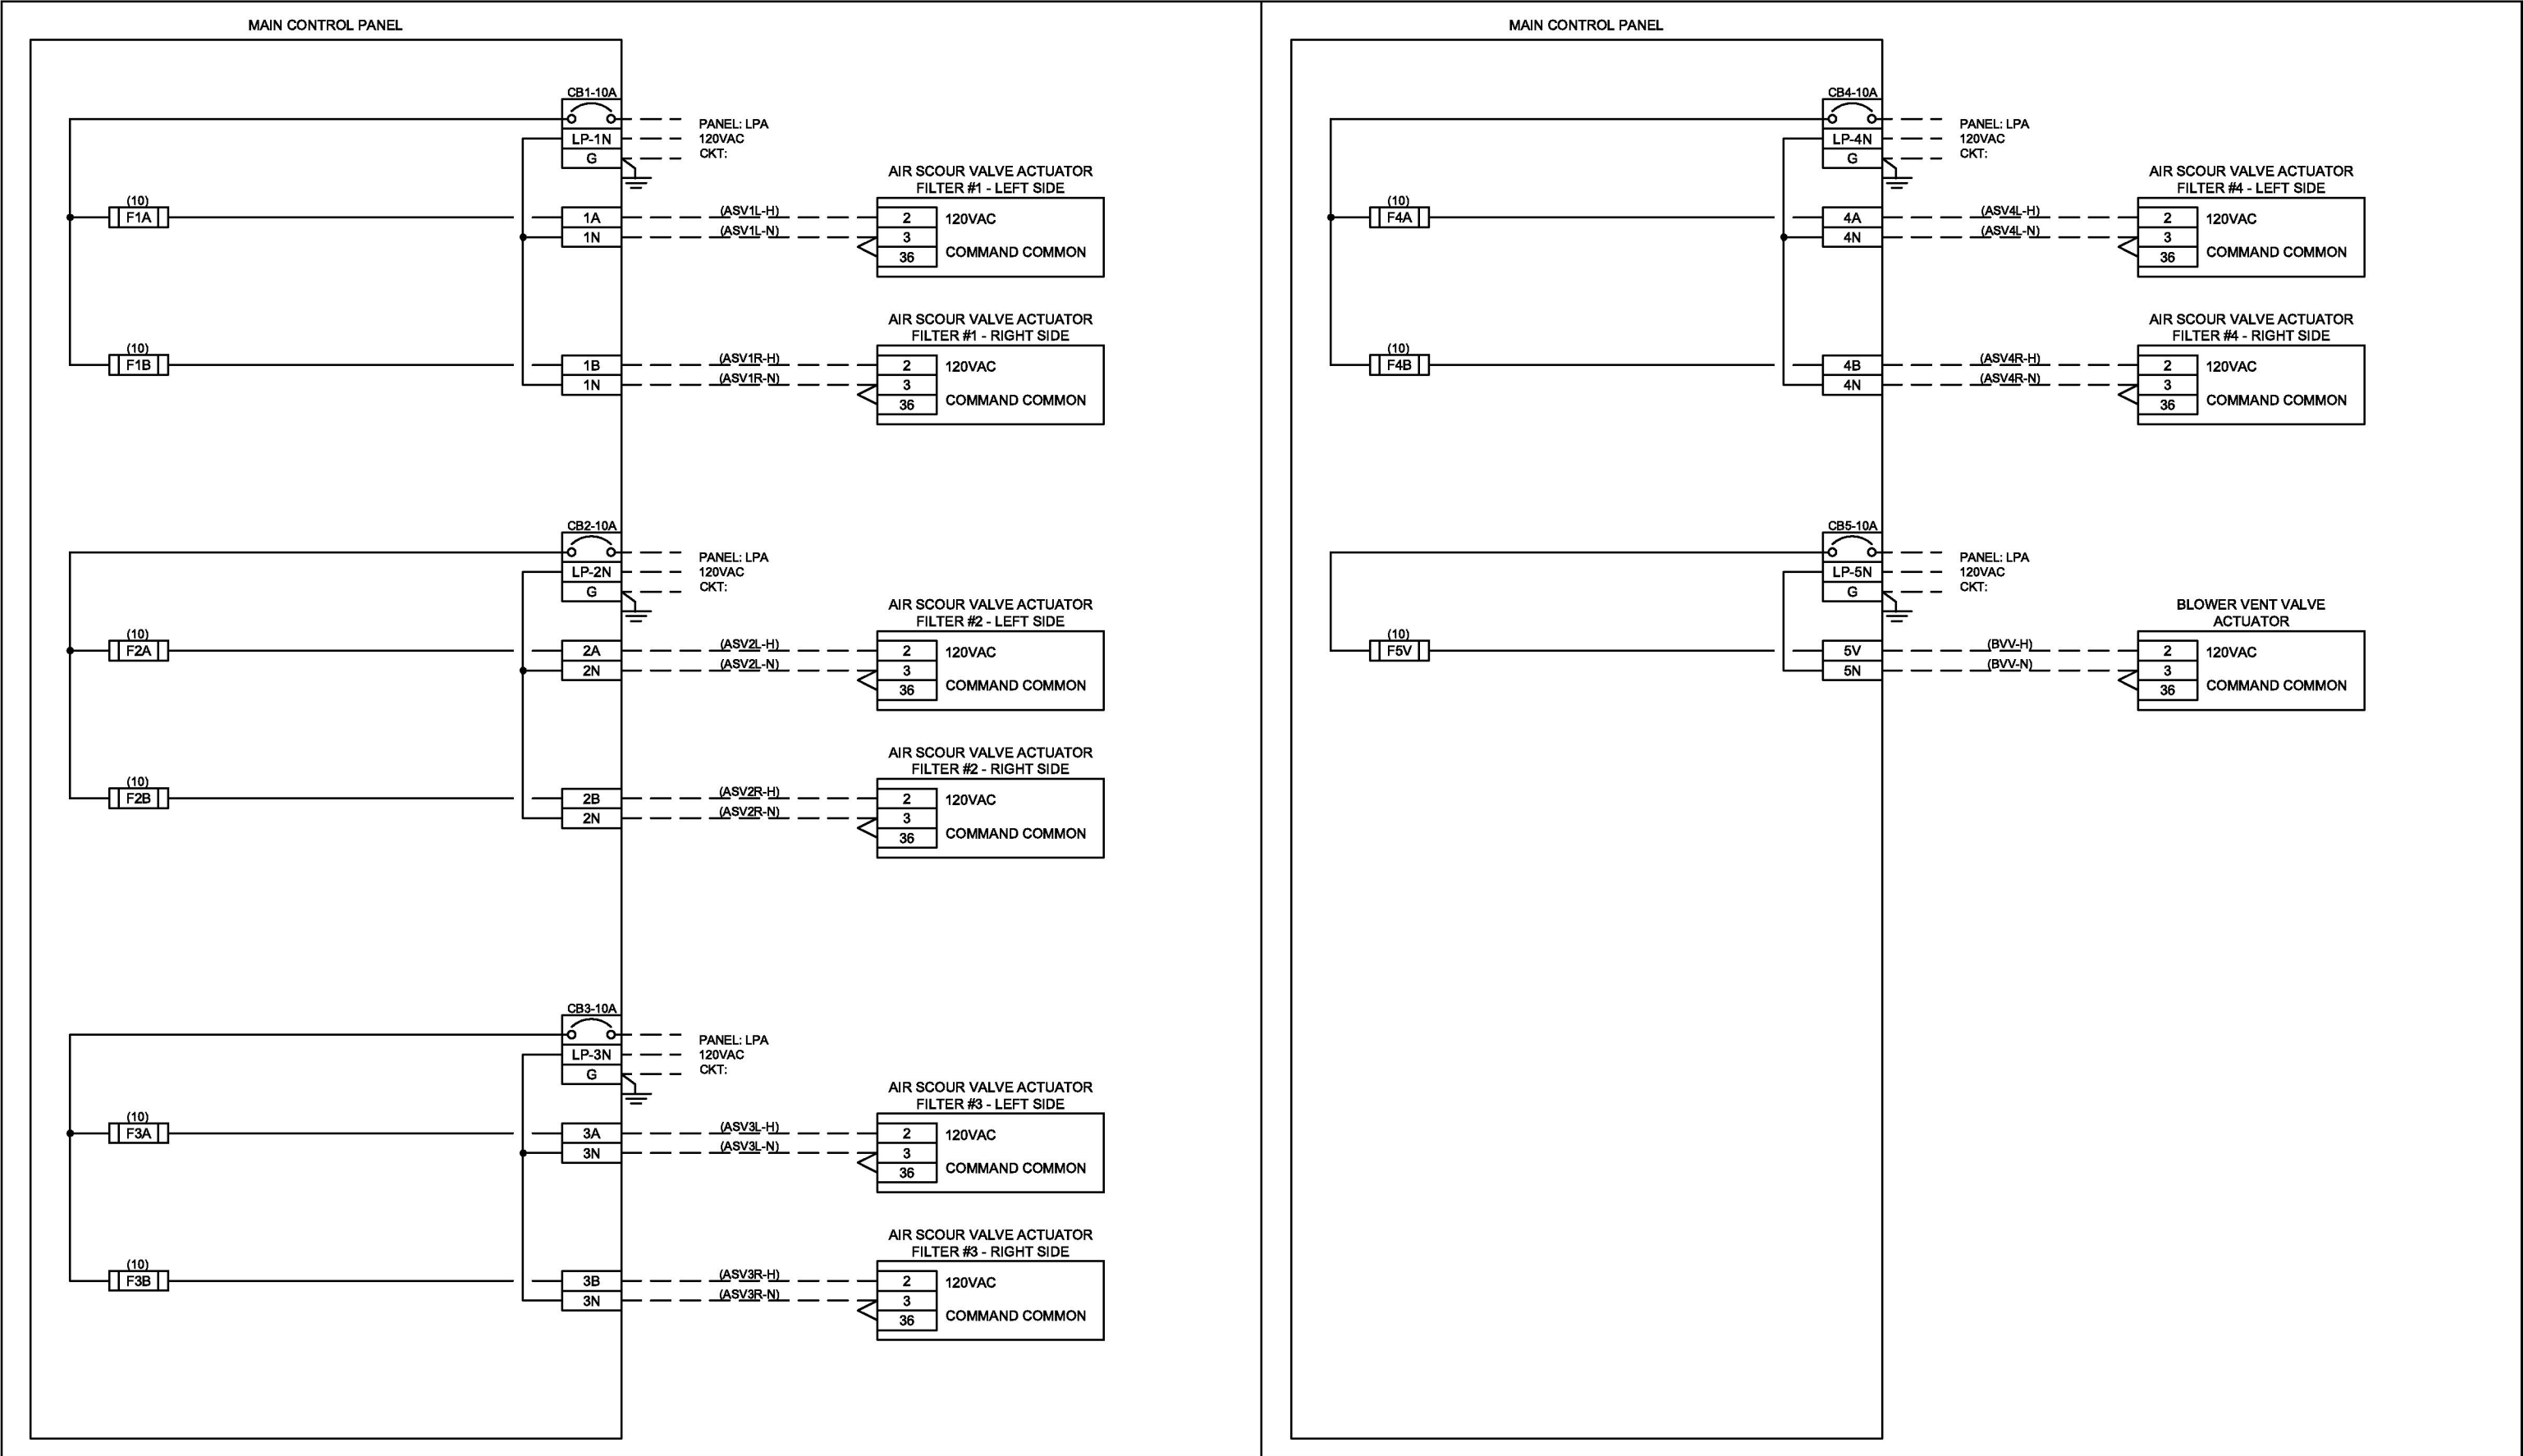 MAIN CONTROL PANEL
CB1-10A
PANEL: LPA
LP-1N
120VAC
G
CKT:
AIR SCOUR VALVE ACTUATOR
FILTER #1 - LEFT SIDE
(10)
F1A
1A
(ASV1L-H)
2
120VAC
1N
(ASV1L-N)
3
36
COMMAND COMMON
AIR SCOUR VALVE ACTUATOR
FILTER #1 - RIGHT SIDE
(10)
F1B
1B
(ASV1R-H)
2
120VAC
1N
(ASV1R-N)
3
36
COMMAND COMMON
CB2-10A
PANEL: LPA
LP-2N
120VAC
G
CKT:
AIR SCOUR VALVE ACTUATOR
FILTER #2 - LEFT SIDE
(10)
F2A
2A
(ASV2L-H)
2
120VAC
2N
(ASV2L-N)
3
36
COMMAND COMMON
AIR SCOUR VALVE ACTUATOR
FILTER #2 - RIGHT SIDE
(10)
F2B
2B
(ASV2R-H)
2
120VAC
2N
(ASV2R-N)
3
36
COMMAND COMMON
CB3-10A
PANEL: LPA
LP-3N
120VAC
G
CKT:
AIR SCOUR VALVE ACTUATOR
FILTER #3 - LEFT SIDE
(10)
F3A
3A
(ASV3L-H)
2
120VAC
3N
(ASV3L-N)
3
36
COMMAND COMMON
AIR SCOUR VALVE ACTUATOR
FILTER #3 - RIGHT SIDE
(10)
F3B
3B
(ASV3R-H)
2
120VAC
3N
(ASV3R-N)
3
36
COMMAND COMMON
MAIN CONTROL PANEL
CB4-10A
PANEL: LPA
LP-4N
120VAC
G
CKT:
AIR SCOUR VALVE ACTUATOR
FILTER #4 - LEFT SIDE
(10)
F4A
4A
(ASV4L-H)
2
120VAC
4N
(ASV4L-N)
3
36
COMMAND COMMON
AIR SCOUR VALVE ACTUATOR
FILTER #4 - RIGHT SIDE
(10)
F4B
4B
(ASV4R-H)
2
120VAC
4N
(ASV4R-N)
3
36
COMMAND COMMON
CB5-10A
PANEL: LPA
LP-5N
120VAC
G
CKT:
BLOWER VENT VALVE
ACTUATOR
(10)
F5V
5V
(BVV-H)
2
120VAC
5N
(BVV-N)
3
36
COMMAND COMMON